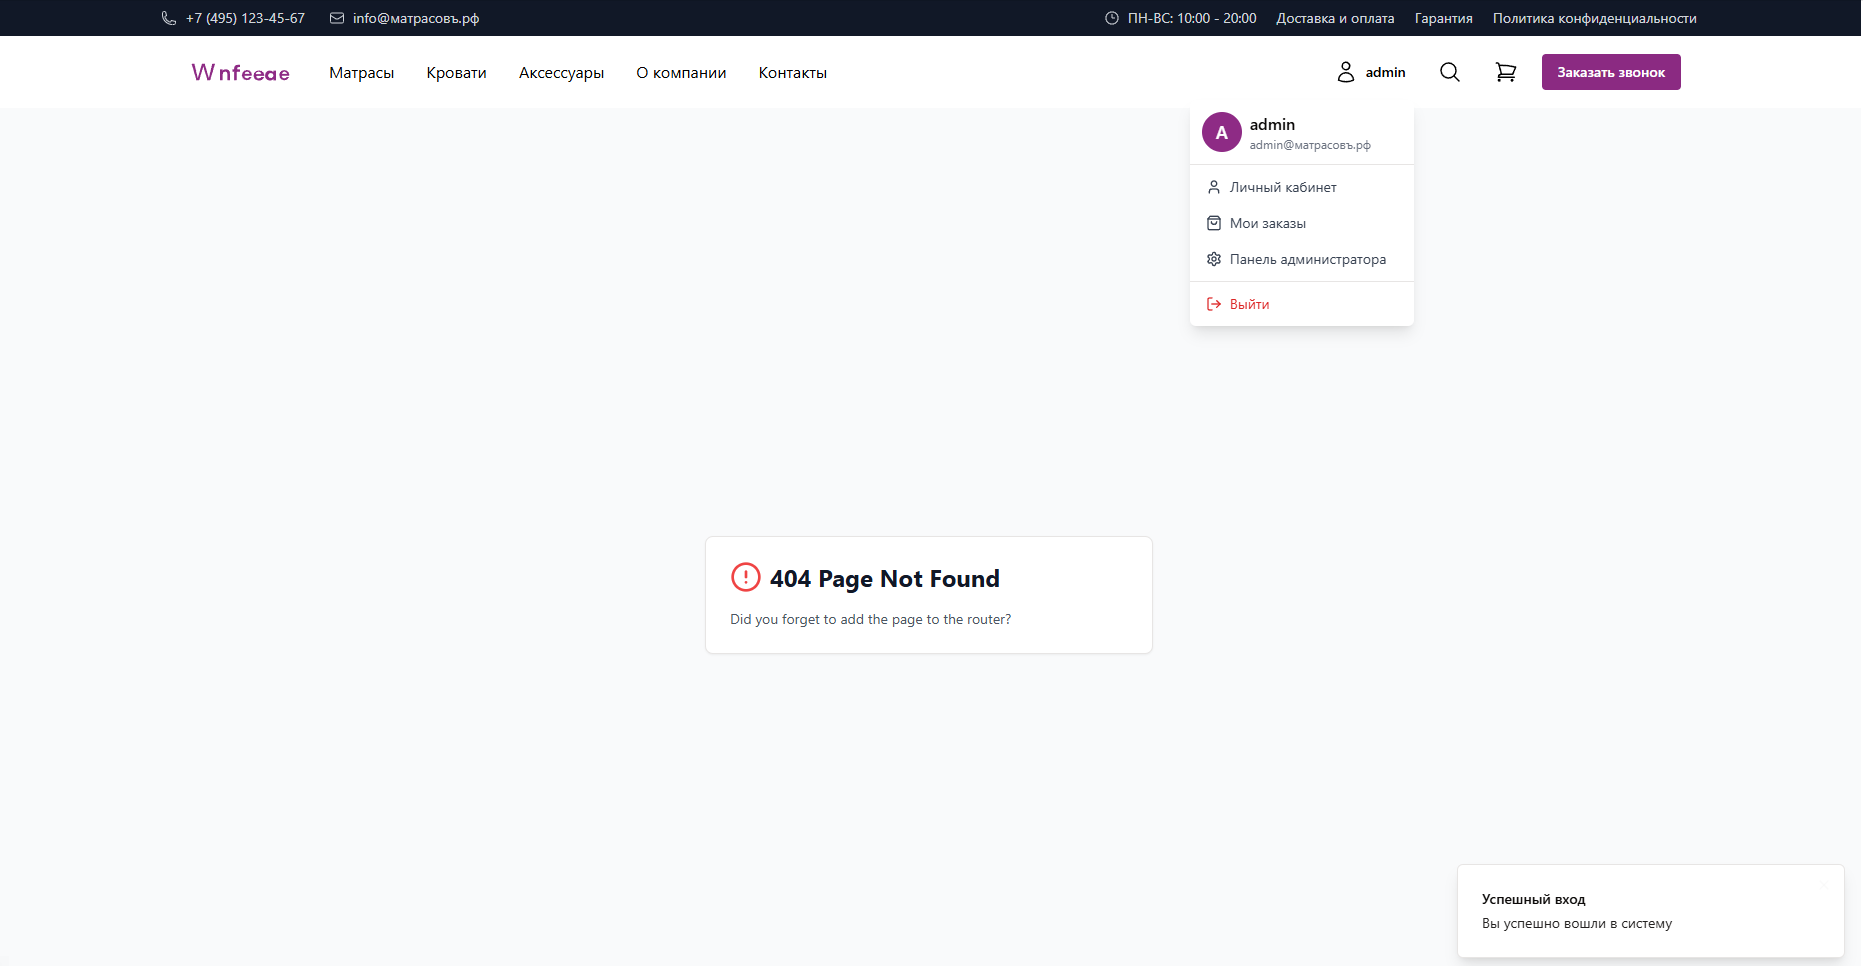 +7 (495) 123-45-67
info@матрасовъ.рф
ПН-ВС: 10:00 - 20:00
Доставка и оплата
Гарантия
Политика конфиденциальности
Wnfeeae
Матрасы
Кровати
Аксессуары
О компании
Контакты
admin
Заказать звонок
A
admin
admin@матрасовъ.рф
Личный кабинет
Мои заказы
Панель администратора
Выйти
404 Page Not Found
Did you forget to add the page to the router?
Успешный вход
Вы успешно вошли в систему